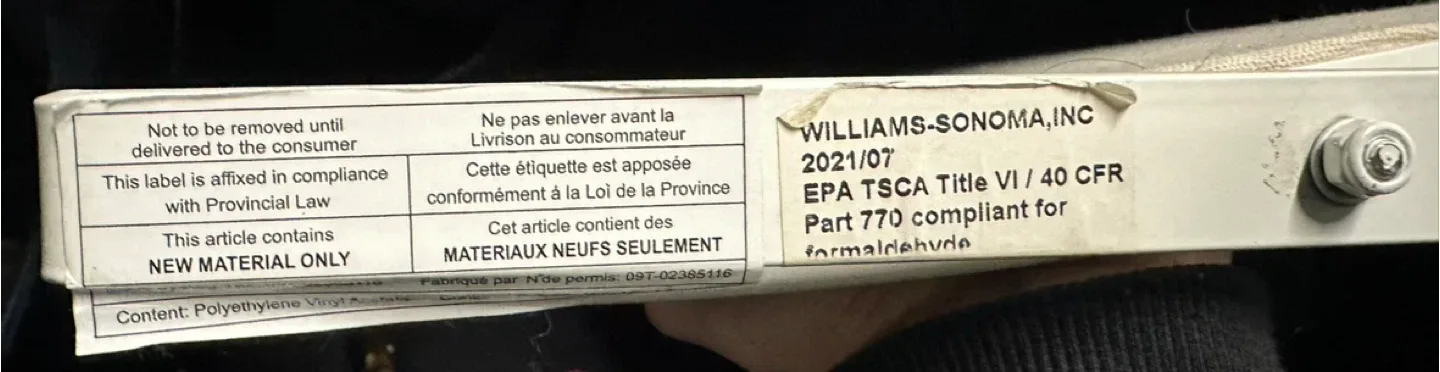 Not to be removed until
delivered to the consumer
Ne pas enlever avant la
Livrison au consommateur
This label is affixed in compliance
with Provincial Law
Cette étiquette est apposée
conformément á la Loi de la Province
This article contains
NEW MATERIAL ONLY
Cet article contient des
MATERIAUX NEUFS SEULEMENT
Fabriqué par N'de permis: 09T-02385116
Content: Polyethylene Vinyl
WILLIAMS-SONOMA,INC
2021/07
EPA TSCA Title VI / 40 CFR
Part 770 compliant for
formaldehyde